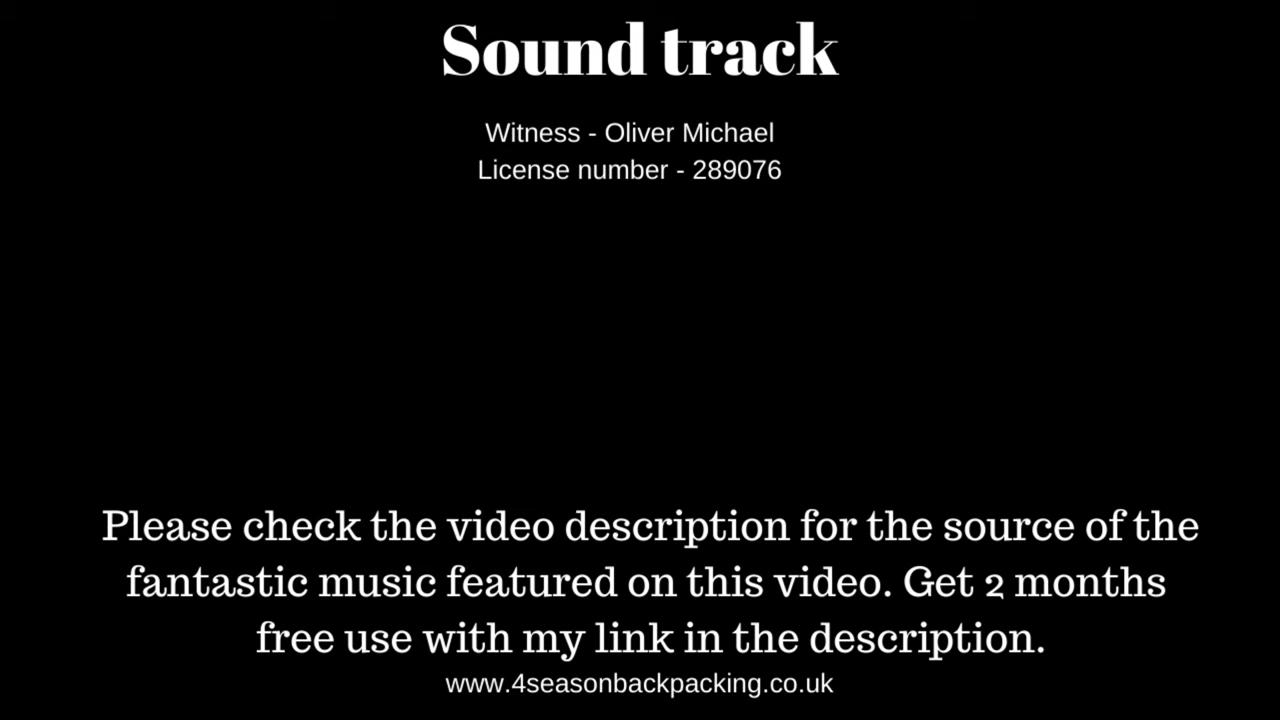 Sound track
Witness - Oliver Michael
License number - 289076
Please check the video description for the source of the
fantastic music featured on this video. Get 2 months
free use with my link in the description.
www.4seasonbackpacking.co.uk